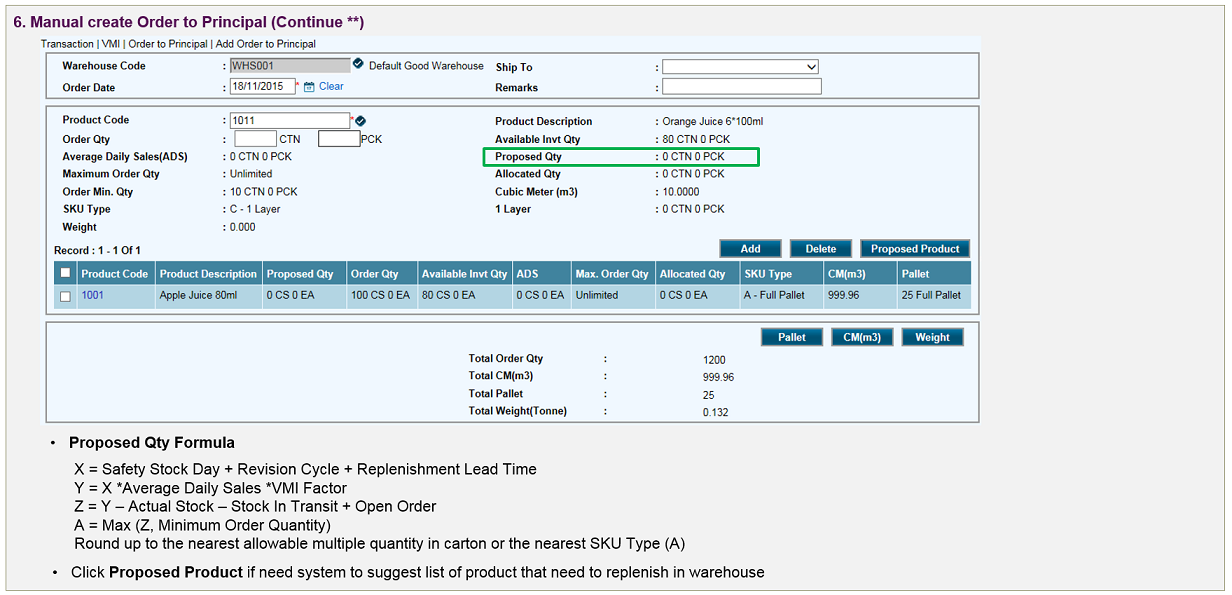 6. Manual create Order to Principal (Continue **)
Transaction | VMI | Order to Principal | Add Order to Principal
Warehouse Code : WHS001 Default Good Warehouse Ship To :
Order Date : 18/11/2015 * Clear Remarks :
Product Code : 1011 * Product Description : Orange Juice 6*100ml
Order Qty : CTN PCK Available Invt Qty : 80 CTN 0 PCK
Average Daily Sales(ADS) : 0 CTN 0 PCK Proposed Qty : 0 CTN 0 PCK
Maximum Order Qty : Unlimited Allocated Qty : 0 CTN 0 PCK
Order Min. Qty : 10 CTN 0 PCK Cubic Meter (m3) : 10.0000
SKU Type : C - 1 Layer 1 Layer : 0 CTN 0 PCK
Weight : 0.000
Record : 1 - 1 Of 1 Add Delete Proposed Product
Product Code Product Description Proposed Qty Order Qty Available Invt Qty ADS Max. Order Qty Allocated Qty SKU Type CM(m3) Pallet
1001 Apple Juice 80ml 0 CS 0 EA 100 CS 0 EA 80 CS 0 EA 0 CS 0 EA Unlimited 0 CS 0 EA A - Full Pallet 999.96 25 Full Pallet
Pallet CM(m3) Weight
Total Order Qty : 1200
Total CM(m3) : 999.96
Total Pallet : 25
Total Weight(Tonne) : 0.132
• Proposed Qty Formula
X = Safety Stock Day + Revision Cycle + Replenishment Lead Time
Y = X *Average Daily Sales *VMI Factor
Z = Y – Actual Stock – Stock In Transit + Open Order
A = Max (Z, Minimum Order Quantity)
Round up to the nearest allowable multiple quantity in carton or the nearest SKU Type (A)
• Click Proposed Product if need system to suggest list of product that need to replenish in warehouse